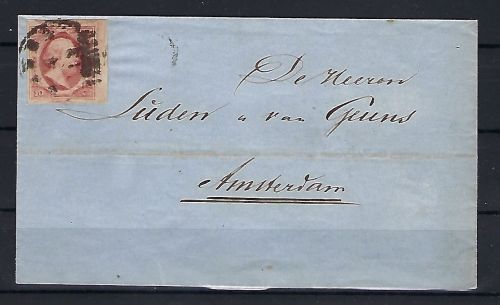 De Heeren
Lüden & van Geuns
Amsterdam